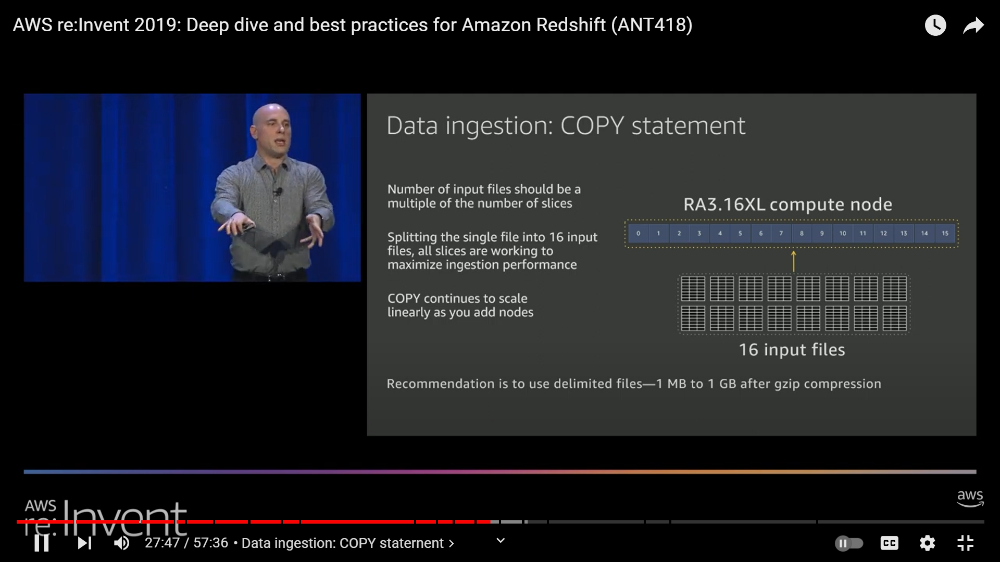 AWS re:Invent 2019: Deep dive and best practices for Amazon Redshift (ANT418)
Data ingestion: COPY statement
Number of input files should be a
multiple of the number of slices
Splitting the single file into 16 input
files, all slices are working to
maximize ingestion performance
COPY continues to scale
linearly as you add nodes
RA3.16XL compute node
0 1 2 3 4 5 6 7 8 9 10 11 12 13 14 15
16 input files
Recommendation is to use delimited files—1 MB to 1 GB after gzip compression
AWS
re:Invent
aws
27:47 / 57:36 • Data ingestion: COPY staternent ›
CC